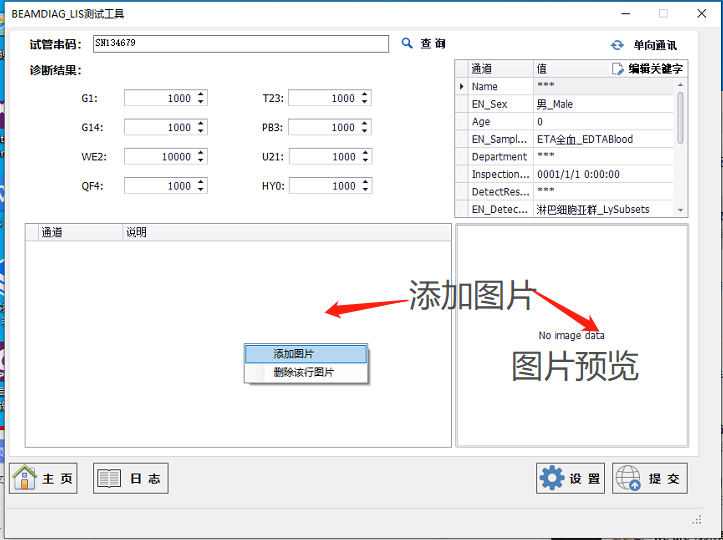 BEAMDIAG_LIS测试工具
试管串码: SN134679 查 询 单向通讯
诊断结果:
通道 值 编辑关键字
G1: 1000 T23: 1000
G14: 1000 PB3: 1000
WE2: 10000 U21: 1000
QF4: 1000 HY0: 1000
Name ***
EN_Sex 男_Male
Age 0
EN_Sampl... ETA全血_EDTABlood
Department ***
Inspection... 0001/1/1 0:00:00
DetectRes... ***
EN_Detec... 淋巴细胞亚群_LySubsets
通道 说明
添加图片
No image data
图片预览
添加图片
删除该行图片
主 页 日 志 设 置 提 交